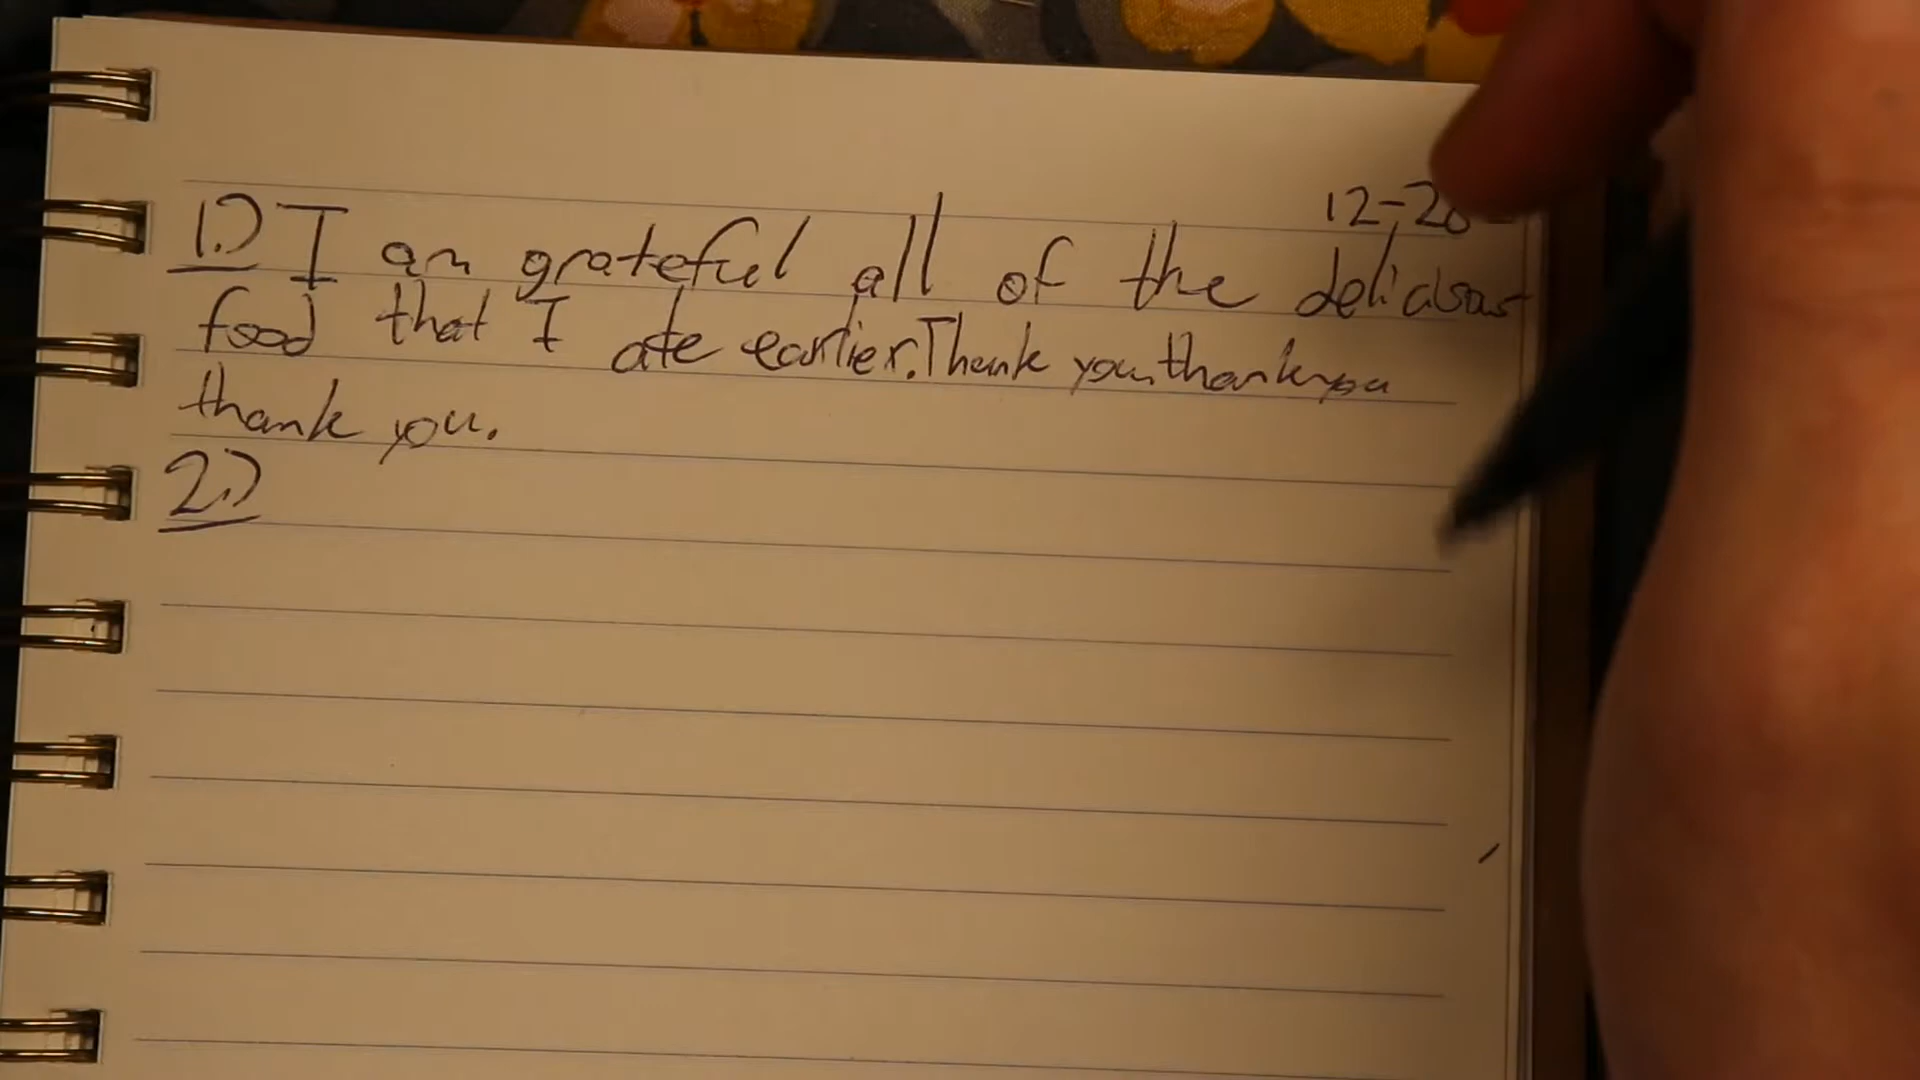 12-20
1.) I am grateful all of the delicious
food that I ate earlier. Thank you, thank you
thank you.
2.)